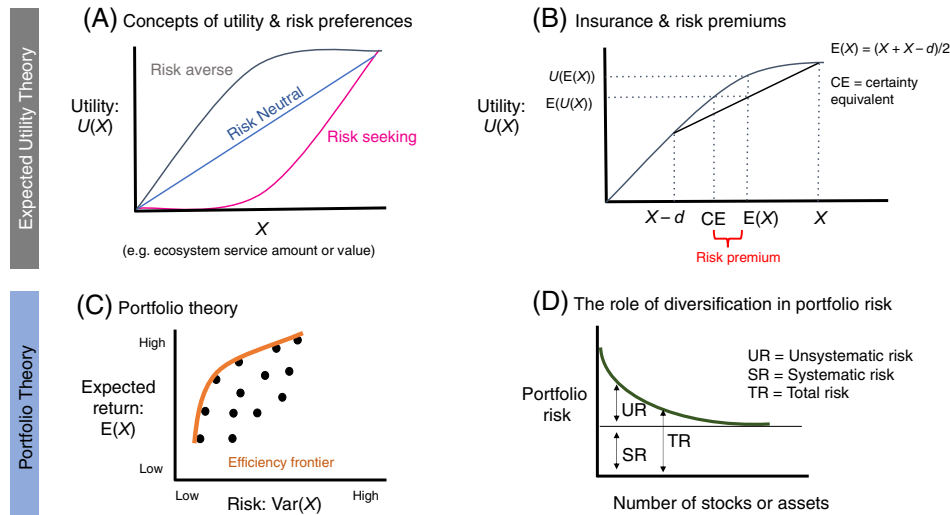 Expected Utility Theory
(A) Concepts of utility & risk preferences
Risk averse
Risk Neutral
Risk seeking
Utility:
U(X)
X
(e.g. ecosystem service amount or value)
(B) Insurance & risk premiums
E(X) = (X + X – d)/2
CE = certainty
equivalent
U(E(X))
E(U(X))
Utility:
U(X)
X – d
CE
E(X)
X
Risk premium
Portfolio Theory
(C) Portfolio theory
High
Expected
return:
E(X)
Low
Efficiency frontier
Low
High
Risk: Var(X)
(D) The role of diversification in portfolio risk
UR = Unsystematic risk
SR = Systematic risk
TR = Total risk
Portfolio
risk
UR
TR
SR
Number of stocks or assets